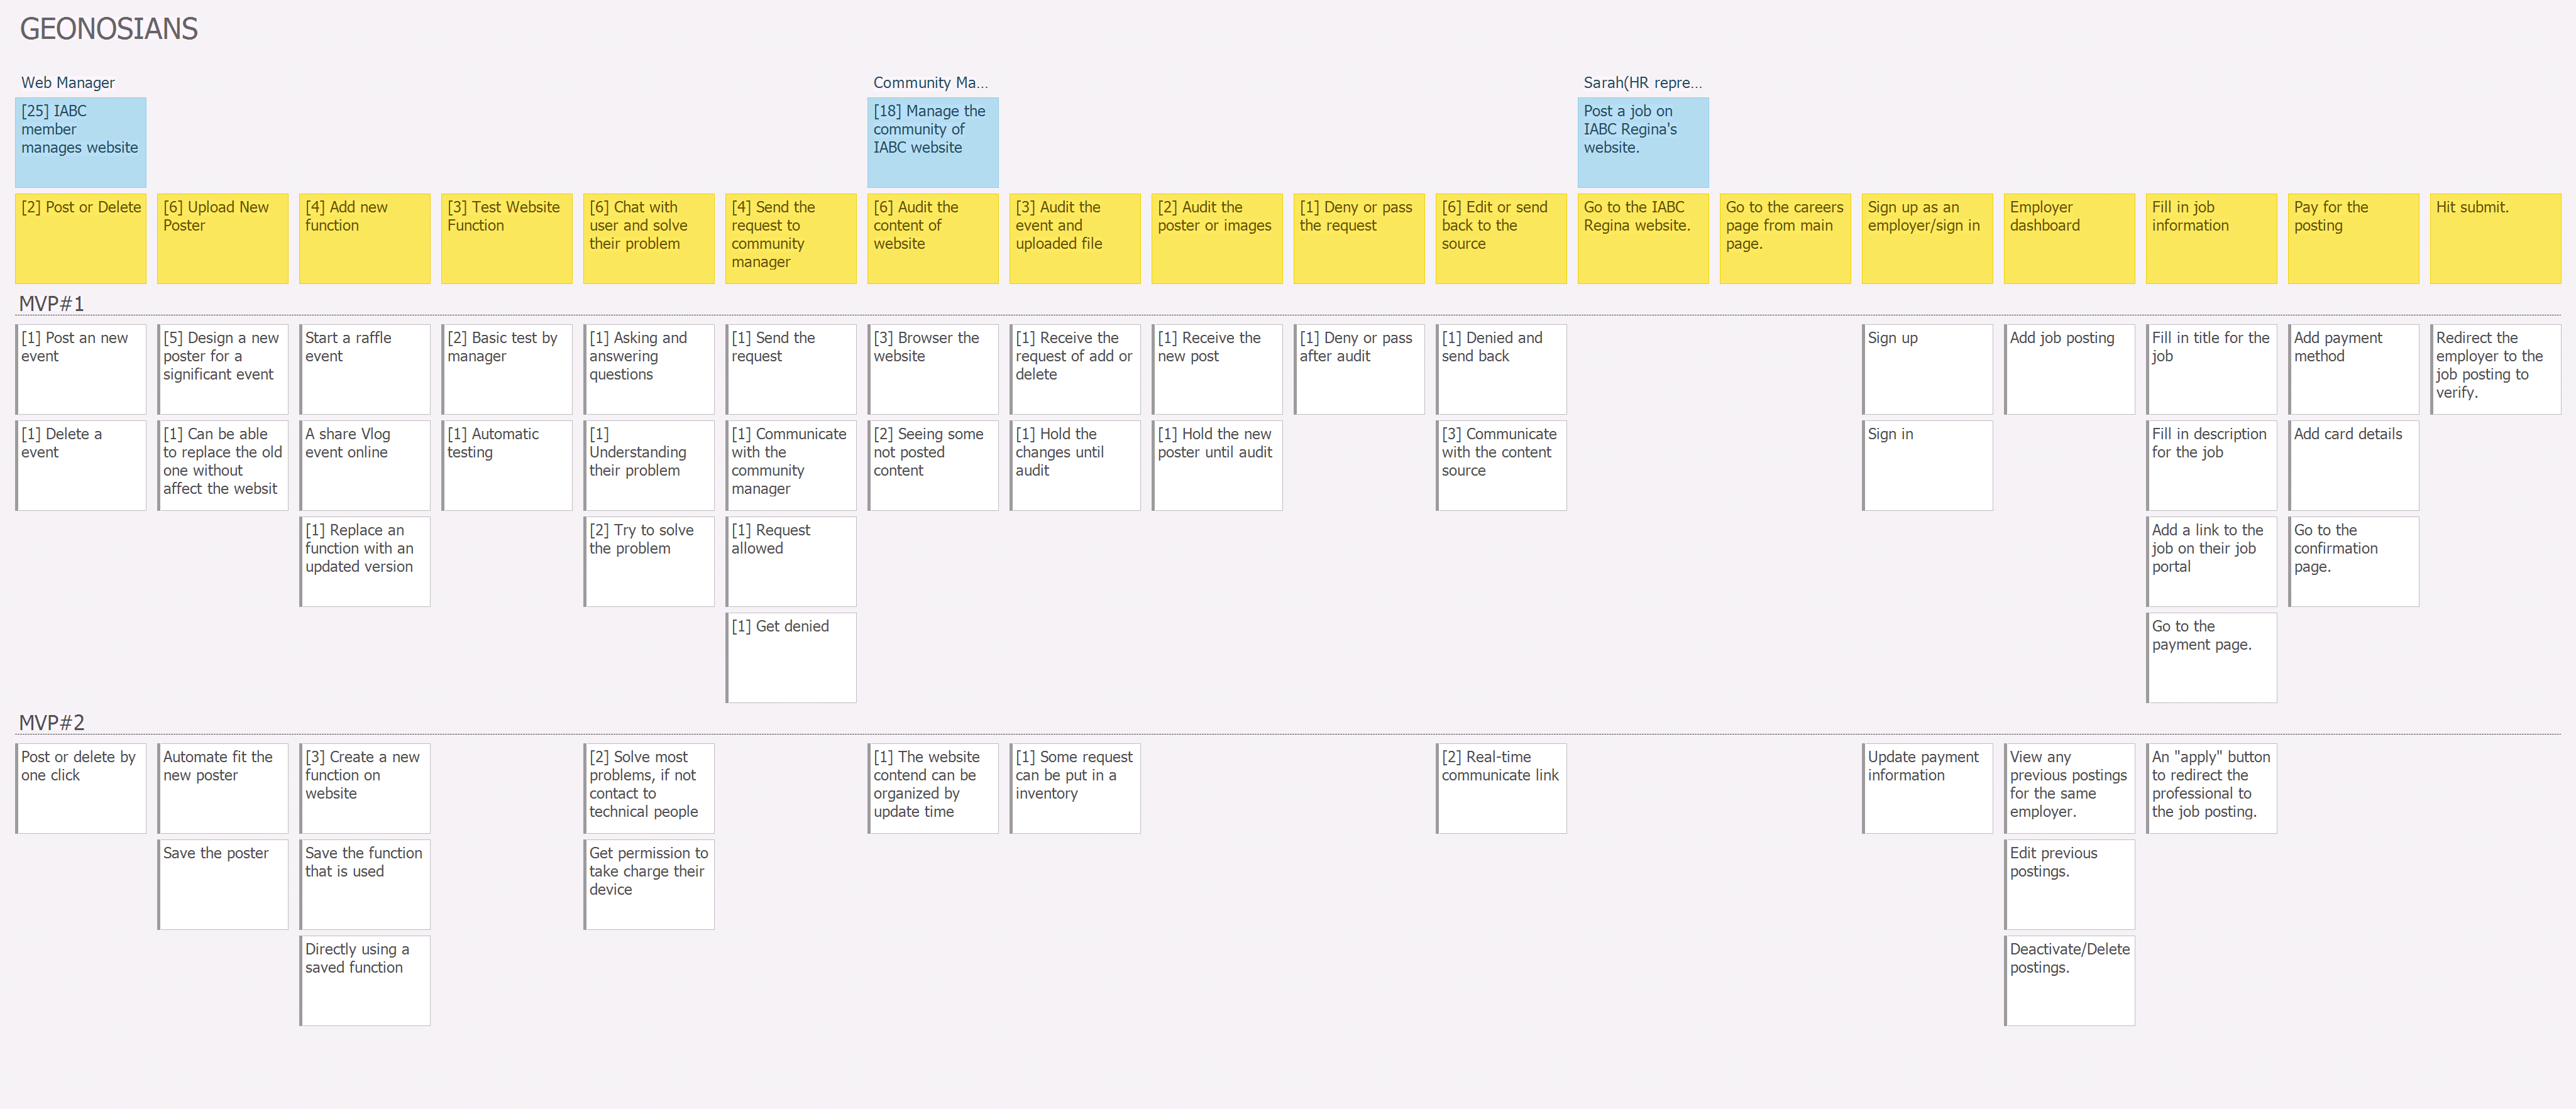 GEONOSIANS
Web Manager
Community Ma...
Sarah(HR repre...
[25] IABC
member
manages website
[18] Manage the
community of
IABC website
Post a job on
IABC Regina's
website.
[2] Post or Delete
[6] Upload New
Poster
[4] Add new
function
[3] Test Website
Function
[6] Chat with
user and solve
their problem
[4] Send the
request to
community
manager
[6] Audit the
content of
website
[3] Audit the
event and
uploaded file
[2] Audit the
poster or images
[1] Deny or pass
the request
[6] Edit or send
back to the
source
Go to the IABC
Regina website.
Go to the careers
page from main
page.
Sign up as an
employer/sign in
Employer
dashboard
Fill in job
information
Pay for the
posting
Hit submit.
MVP#1
[1] Post an new
event
[5] Design a new
poster for a
significant event
Start a raffle
event
[2] Basic test by
manager
[1] Asking and
answering
questions
[1] Send the
request
[3] Browser the
website
[1] Receive the
request of add or
delete
[1] Receive the
new post
[1] Deny or pass
after audit
[1] Denied and
send back
Sign up
Add job posting
Fill in title for the
job
Add payment
method
Redirect the
employer to the
job posting to
verify.
[1] Delete a
event
[1] Can be able
to replace the old
one without
affect the websit
A share Vlog
event online
[1] Automatic
testing
[1]
Understanding
their problem
[1] Communicate
with the
community
manager
[2] Seeing some
not posted
content
[1] Hold the
changes until
audit
[1] Hold the new
poster until audit
[3] Communicate
with the content
source
Sign in
Fill in description
for the job
Add card details
[1] Replace an
function with an
updated version
[2] Try to solve
the problem
[1] Request
allowed
Add a link to the
job on their job
portal
Go to the
confirmation
page.
[1] Get denied
Go to the
payment page.
MVP#2
Post or delete by
one click
Automate fit the
new poster
[3] Create a new
function on
website
[2] Solve most
problems, if not
contact to
technical people
[1] The website
contend can be
organized by
update time
[1] Some request
can be put in a
inventory
[2] Real-time
communicate link
Update payment
information
View any
previous postings
for the same
employer.
An "apply" button
to redirect the
professional to
the job posting.
Save the poster
Save the function
that is used
Get permission to
take charge their
device
Edit previous
postings.
Directly using a
saved function
Deactivate/Delete
postings.